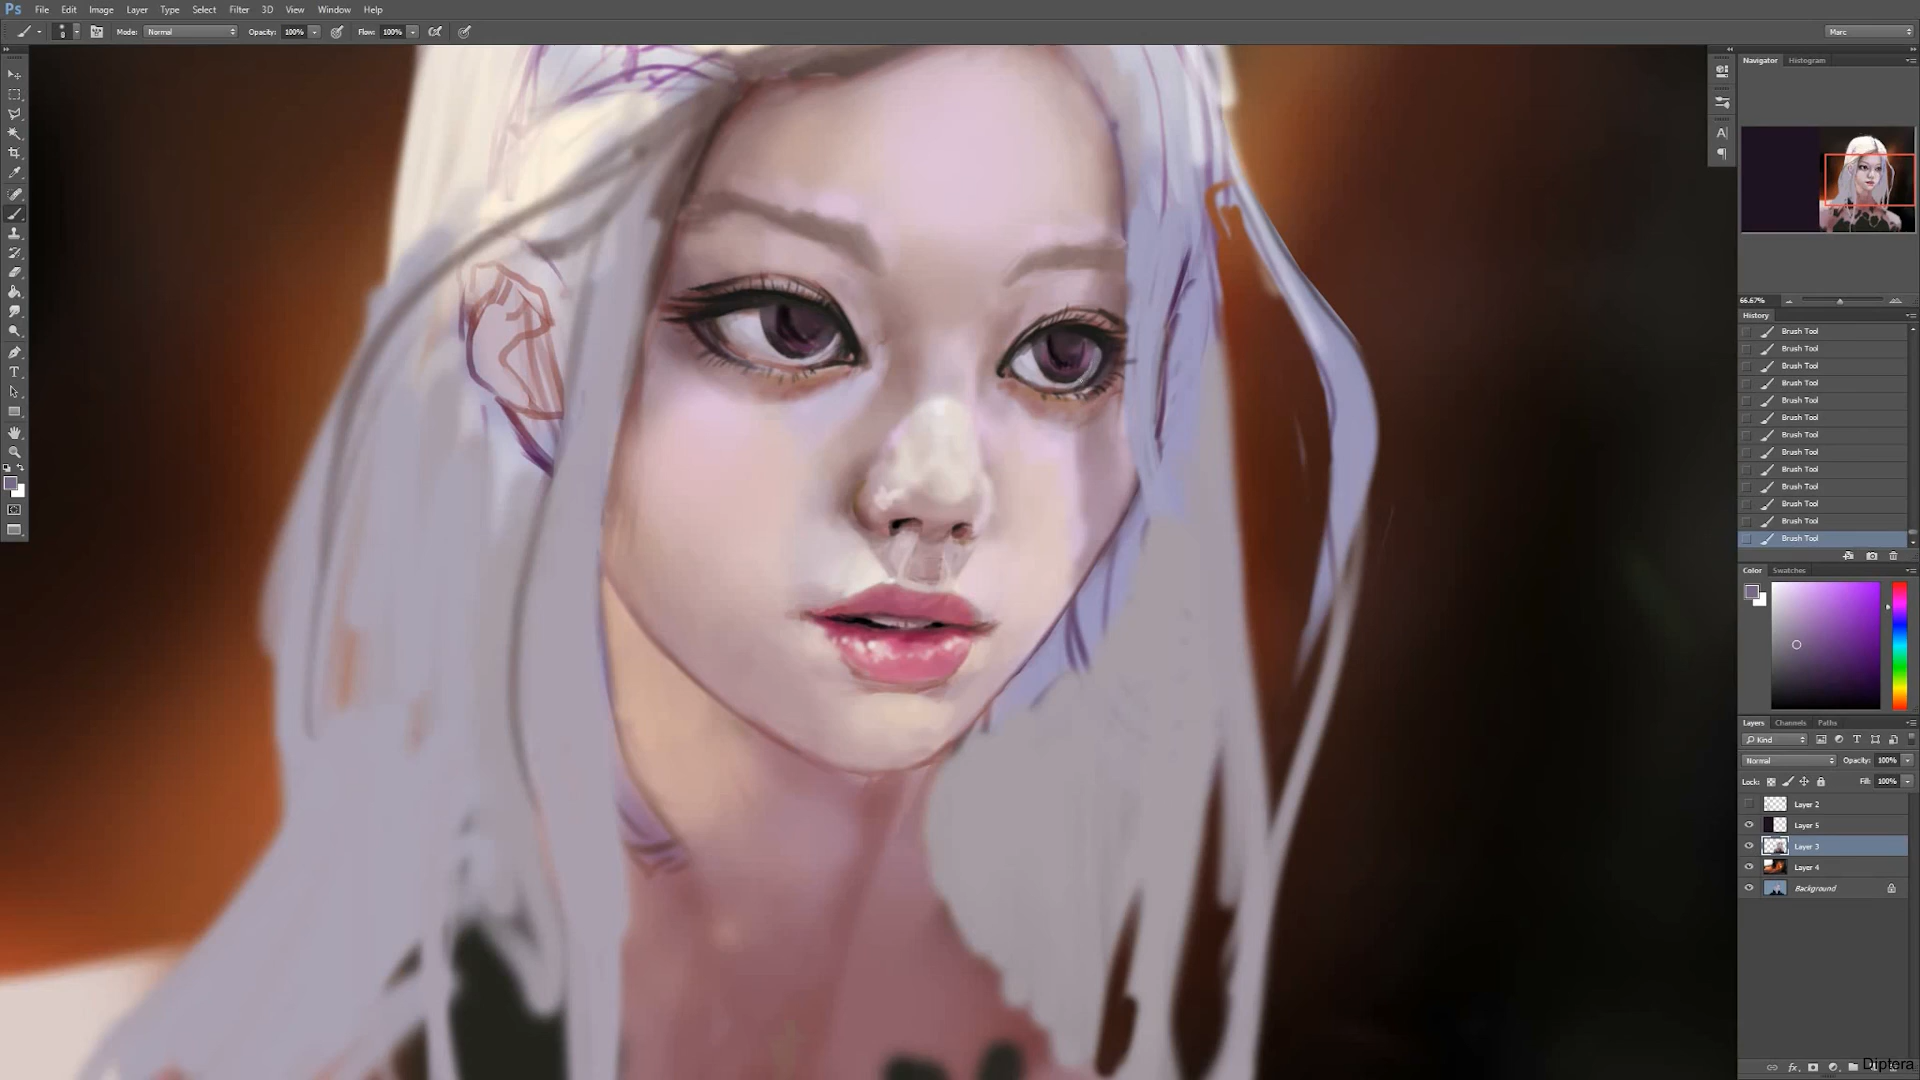 Ps File Edit Image Layer Type Select Filter 3D View Window Help
Mode: Normal Opacity: 100% Flow: 100% Marc
Navigator Histogram
66.67%
History
Brush Tool
Brush Tool
Brush Tool
Brush Tool
Brush Tool
Brush Tool
Brush Tool
Brush Tool
Brush Tool
Brush Tool
Brush Tool
Brush Tool
Brush Tool
Color Swatches
Layers Channels Paths
Kind
Normal Opacity: 100%
Lock: Fill: 100%
Layer 2
Layer 5
Layer 3
Layer 4
Background
Diptera